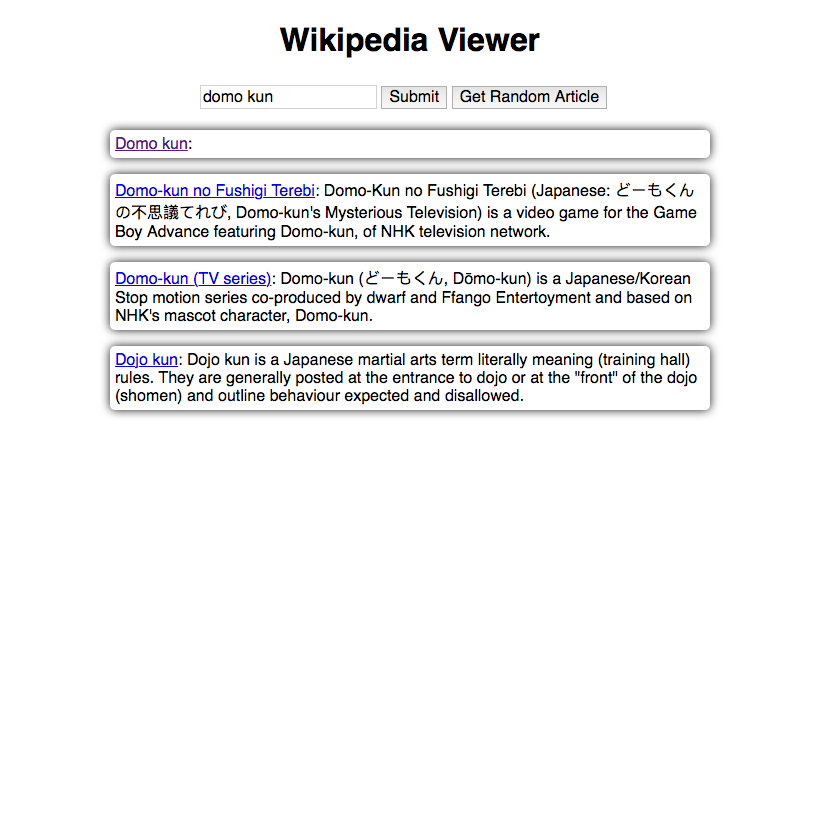 Wikipedia Viewer
domo kun Submit Get Random Article
Domo kun:
Domo-kun no Fushigi Terebi: Domo-Kun no Fushigi Terebi (Japanese: どーもくん
の不思議てれび, Domo-kun's Mysterious Television) is a video game for the Game
Boy Advance featuring Domo-kun, of NHK television network.
Domo-kun (TV series): Domo-kun (どーもくん, Dōmo-kun) is a Japanese/Korean
Stop motion series co-produced by dwarf and Ffango Entertoyment and based on
NHK's mascot character, Domo-kun.
Dojo kun: Dojo kun is a Japanese martial arts term literally meaning (training hall)
rules. They are generally posted at the entrance to dojo or at the "front" of the dojo
(shomen) and outline behaviour expected and disallowed.